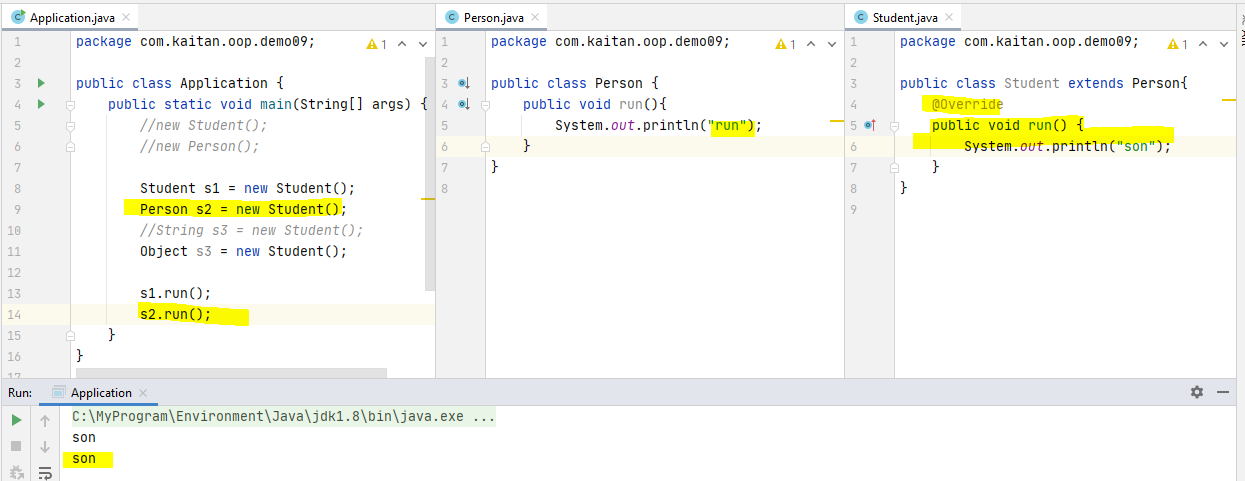 Application.java
1 package com.kaitan.oop.demo09;
1
2
3 public class Application {
4 public static void main(String[] args) {
5 //new Student();
6 //new Person();
7
8 Student s1 = new Student();
9 Person s2 = new Student();
10 //String s3 = new Student();
11 Object s3 = new Student();
12
13 s1.run();
14 s2.run();
15 }
16 }
17
Person.java
1 package com.kaitan.oop.demo09;
1
2
3 public class Person {
4 public void run(){
5 System.out.println("run");
6 }
7 }
8
Student.java
1 package com.kaitan.oop.demo09;
1
2
3 public class Student extends Person{
4 @Override
5 public void run() {
6 System.out.println("son");
7 }
8 }
9
Run: Application
C:\MyProgram\Environment\Java\jdk1.8\bin\java.exe ...
son
son